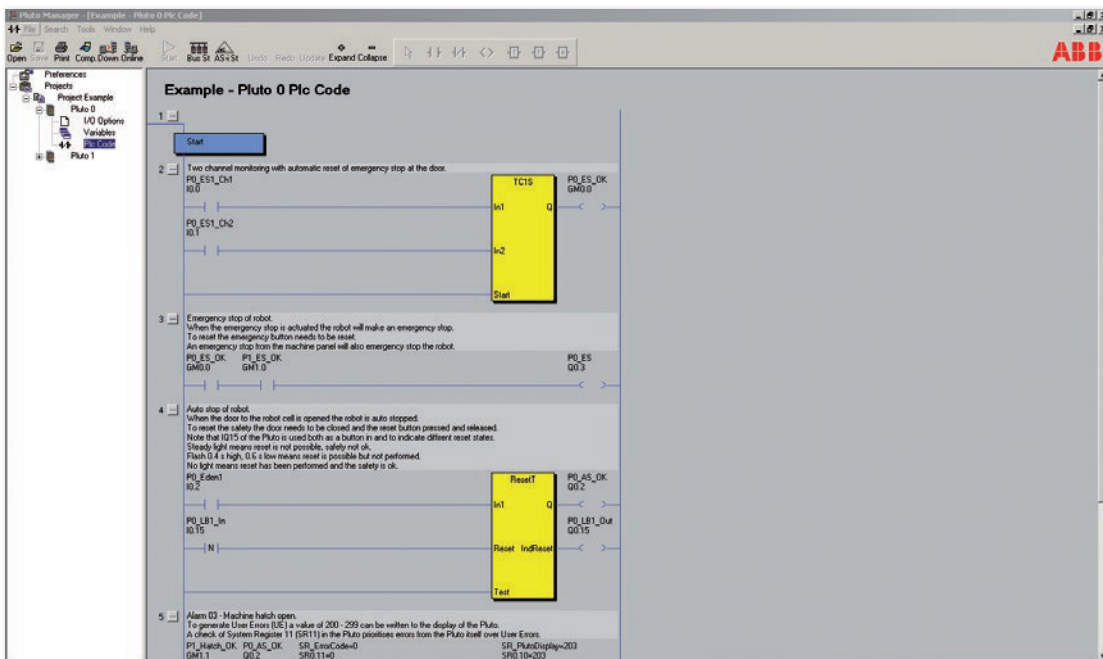 Pluto Manager - [Example - Pluto 0 Plc Code]
File Search Tools Window Help
Open Save Print Comp. Down Online Start Bus St AS-i St Undo Redo Update Expand Collapse
ABB
Preferences
Projects
Project Example
Pluto 0
I/O Options
Variables
Plc Code
Pluto 1
Example - Pluto 0 Plc Code
1
Start
2 Two channel monitoring with automatic reset of emergency stop at the door.
P0_ES1_Ch1
I0.0
TC1S
P0_ES_OK
GM0.0
In1 Q
P0_ES1_Ch2
I0.1
In2
Start
3 Emergency stop of robot.
When the emergency stop is actuated the robot will make an emergency stop.
To reset the emergency button needs to be reset.
An emergency stop from the machine panel will also emergency stop the robot.
P0_ES_OK P1_ES_OK P0_ES
GM0.0 GM1.0 Q0.3
4 Auto stop of robot.
When the door to the robot cell is opened the robot is auto stopped.
To reset the safety the door needs to be closed and the reset button pressed and released.
Note that IQ15 of the Pluto is used both as a button in and to indicate diffrent reset states.
Steady light means reset is not possible, safety not ok.
Flash 0.4 s high, 0.6 s low means reset is possible but not performed.
No light means reset has been performed and the safety is ok.
P0_Eden1
I0.2
ResetT
P0_AS_OK
Q0.2
In1 Q
P0_LB1_In
I0.15
P0_LB1_Out
Q0.15
N
Reset IndReset
Test
5 Alarm 03 - Machine hatch open.
To generate User Errors (UE) a value of 200 - 299 can be written to the display of the Pluto.
A check of System Register 11 (SR11) in the Pluto prioritises errors from the Pluto itself over User Errors.
P1_Hatch_OK P0_AS_OK SR_ErrorCode=0 SR_PlutoDisplay=203
GM1.1 Q0.2 SR0.11=0 SR0.10=203